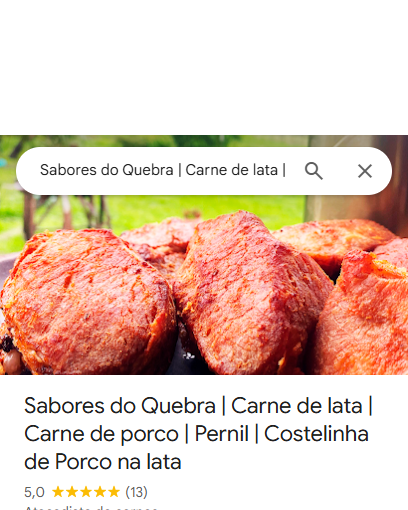 Sabores do Quebra | Carne de lata |
Sabores do Quebra | Carne de lata |
Carne de porco | Pernil | Costelinha
de Porco na lata
5,0 (13)